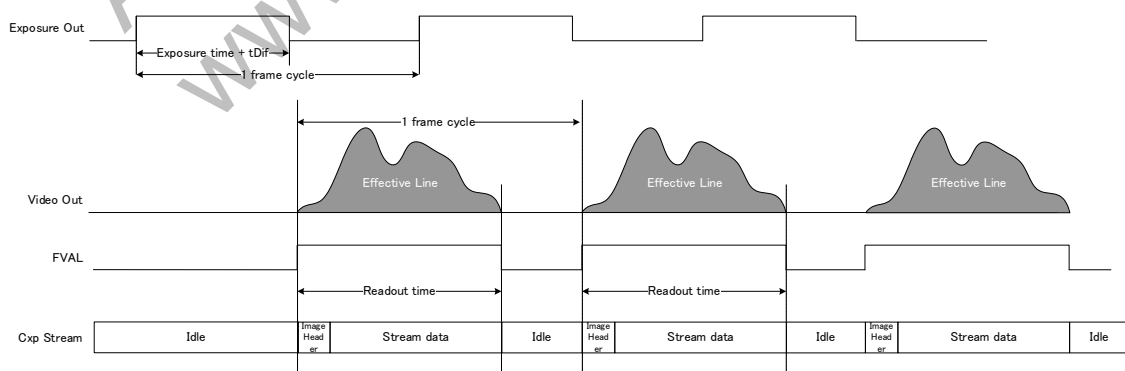 Exposure Out
Exposure time + tDif
1 frame cycle
1 frame cycle
Effective Line
Effective Line
Effective Line
Video Out
FVAL
Readout time
Readout time
Cxp Stream
Idle
Image
Head
er
Stream data
Idle
Image
Head
er
Stream data
Idle
Image
Head
er
Stream data
Idle